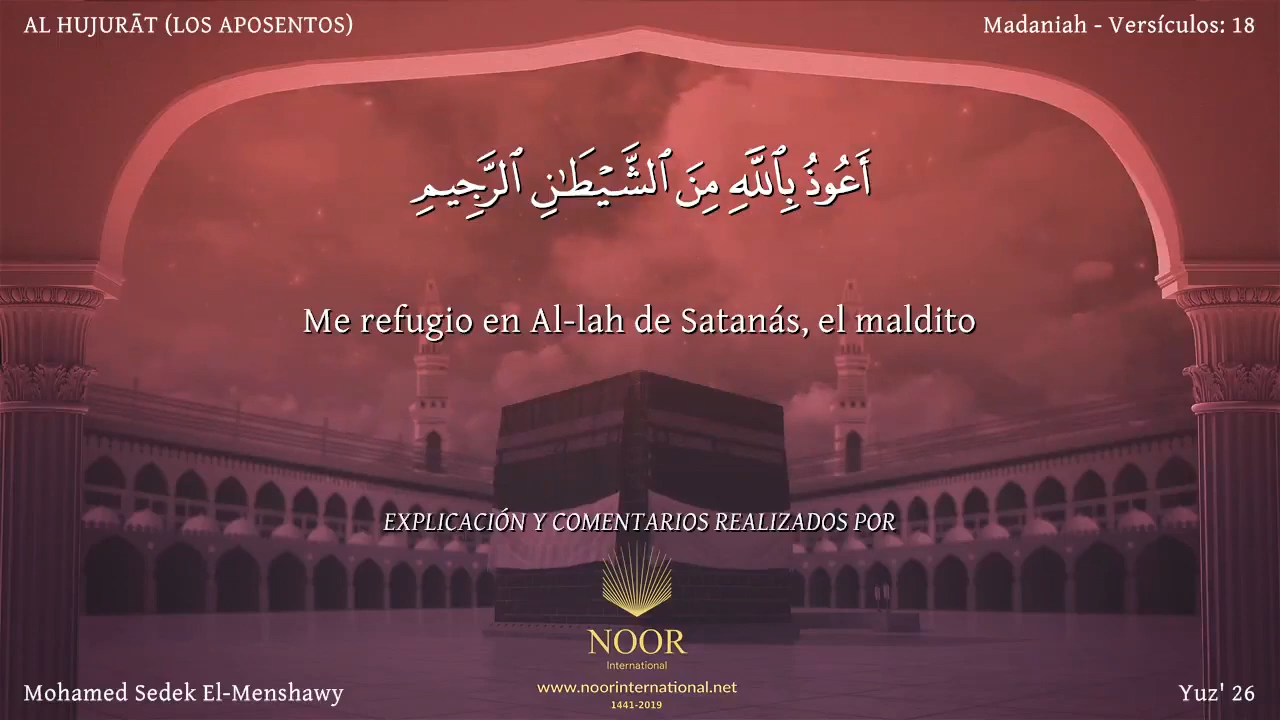 AL HUJURĀT (LOS APOSENTOS)
Madaniah - Versículos: 18
أَعُوذُ بِٱللَّهِ مِنَ ٱلشَّيْطَٰنِ ٱلرَّجِيمِ
Me refugio en Al-lah de Satanás, el maldito
EXPLICACIÓN Y COMENTARIOS REALIZADOS POR
NOOR
International
www.noorinternational.net
1441-2019
Mohamed Sedek El-Menshawy
Yuz' 26